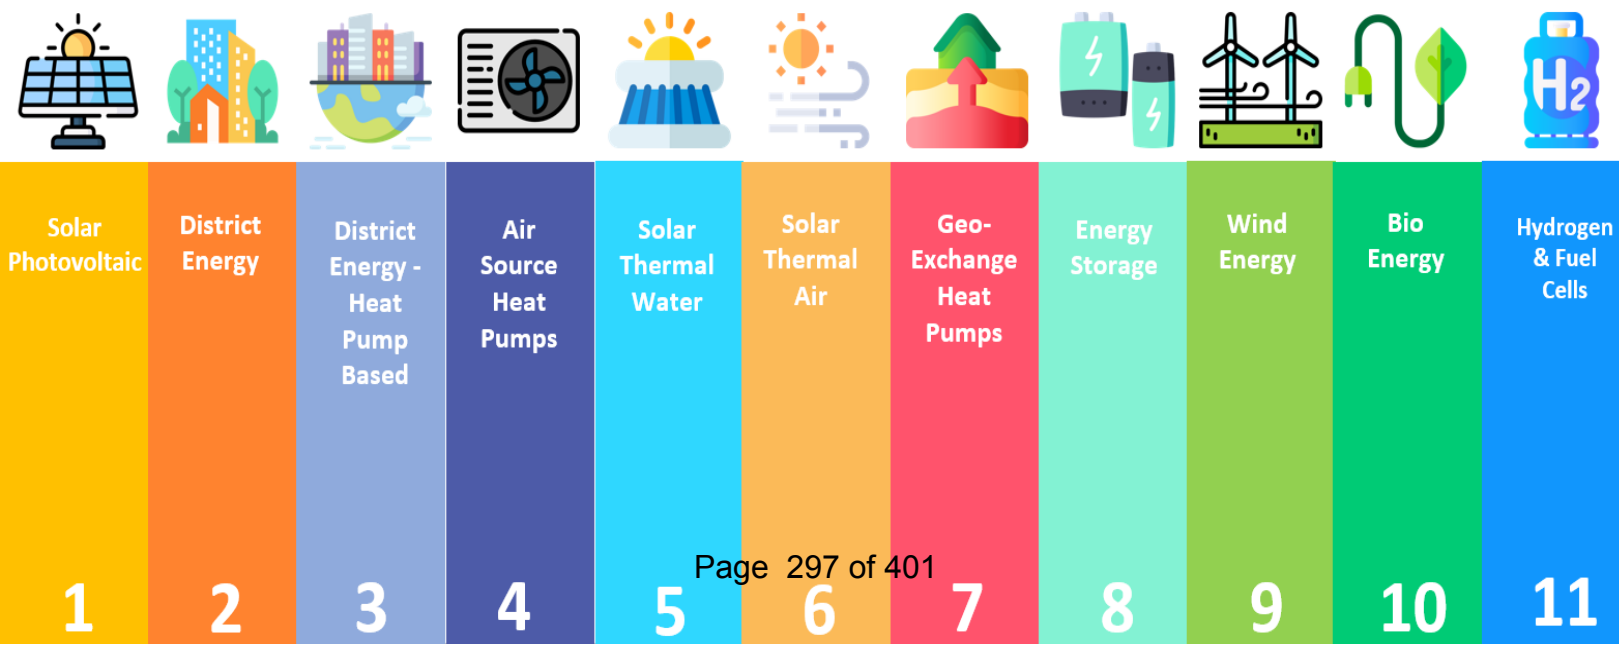 H2
Solar
Photovoltaic
District
Energy
District
Energy -
Heat
Pump
Based
Air
Source
Heat
Pumps
Solar
Thermal
Water
Solar
Thermal
Air
Geo-
Exchange
Heat
Pumps
Energy
Storage
Wind
Energy
Bio
Energy
Hydrogen
& Fuel
Cells
Page 297 of 401
1
2
3
4
5
6
7
8
9
10
11